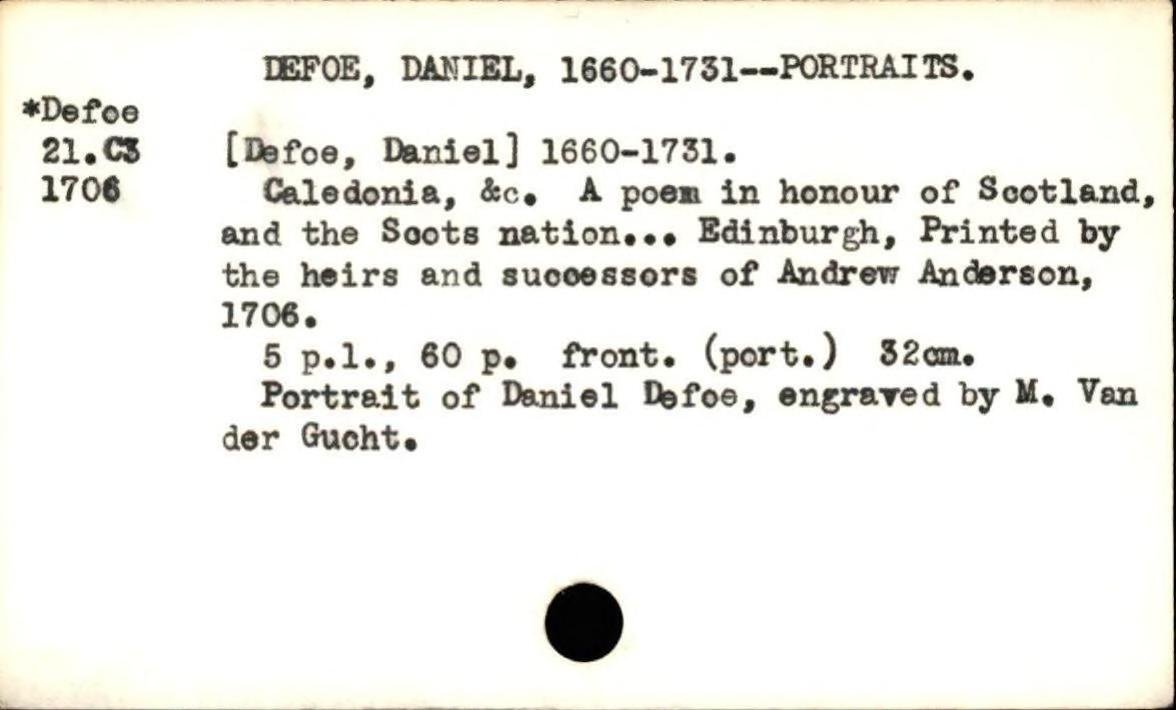 DEFOE, DANIEL, 1660-1731--PORTRAITS.
*Defoe
21.C3 [Defoe, Daniel] 1660-1731.
1706 Caledonia, &c. A poem in honour of Scotland,
and the Scots nation... Edinburgh, Printed by
the heirs and successors of Andrew Anderson,
1706.
5 p.l., 60 p. front. (port.) 32cm.
Portrait of Daniel Defoe, engraved by M. Van
der Gucht.